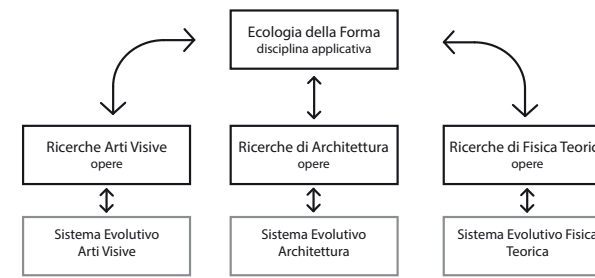 Ecologia della Forma
disciplina applicativa
Ricerche Arti Visive
opere
Ricerche di Architettura
opere
Ricerche di Fisica Teoric
opere
Sistema Evolutivo
Arti Visive
Sistema Evolutivo
Architettura
Sistema Evolutivo Fisica
Teorica